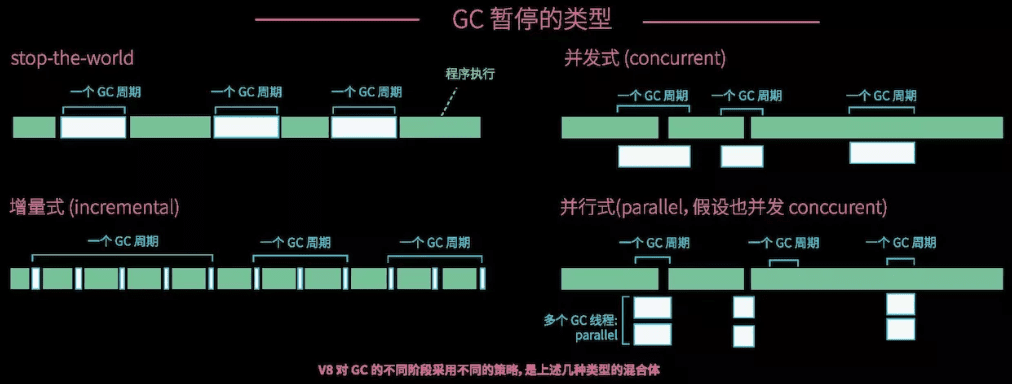 GC 暂停的类型
stop-the-world
程序执行
一个 GC 周期
一个 GC 周期
一个 GC 周期
并发式 (concurrent)
一个 GC 周期
一个 GC 周期
一个 GC 周期
增量式 (incremental)
一个 GC 周期
一个 GC 周期
一个 GC 周期
并行式(parallel, 假设也并发 conccurent)
一个 GC 周期
一个 GC 周期
一个 GC 周期
多个 GC 线程:
parallel
V8 对 GC 的不同阶段采用不同的策略, 是上述几种类型的混合体